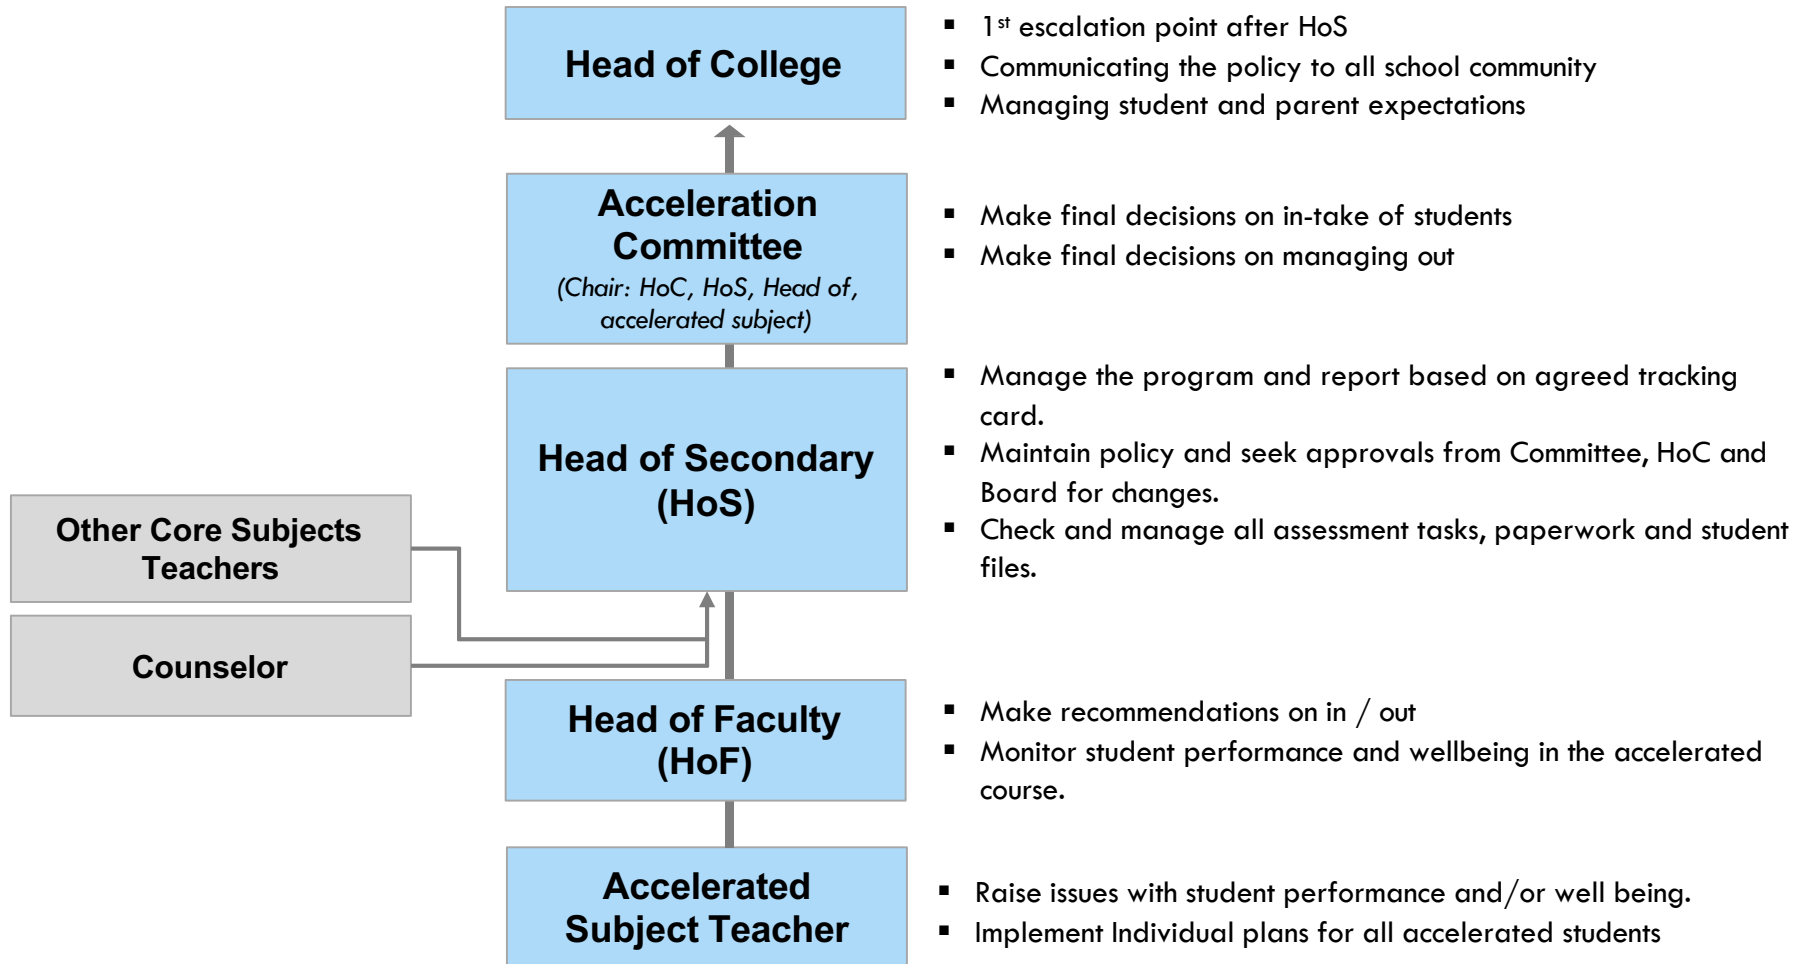 Head of College
▪ 1st escalation point after HoS
▪ Communicating the policy to all school community
▪ Managing student and parent expectations
Acceleration
Committee
(Chair: HoC, HoS, Head of,
accelerated subject)
▪ Make final decisions on in-take of students
▪ Make final decisions on managing out
Head of Secondary
(HoS)
▪ Manage the program and report based on agreed tracking
card.
▪ Maintain policy and seek approvals from Committee, HoC and
Board for changes.
▪ Check and manage all assessment tasks, paperwork and student
files.
Other Core Subjects
Teachers
Counselor
Head of Faculty
(HoF)
▪ Make recommendations on in / out
▪ Monitor student performance and wellbeing in the accelerated
course.
Accelerated
Subject Teacher
▪ Raise issues with student performance and/or well being.
▪ Implement Individual plans for all accelerated students